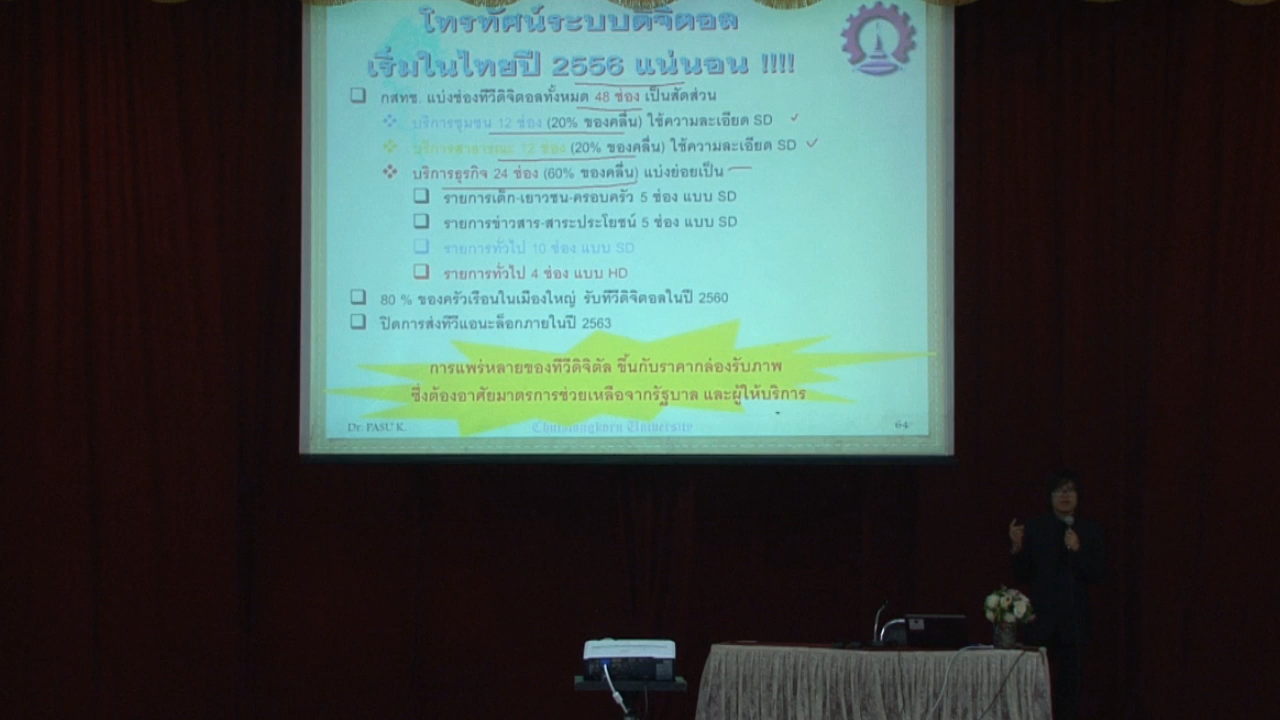 โทรทัศน์ระบบดิจิตอล
เริ่มในไทยปี 2556 แน่นอน !!!!
กสทช. แบ่งช่องทีวีดิจิตอลทั้งหมด 48 ช่อง เป็นสัดส่วน
บริการชุมชน 12 ช่อง (20% ของคลื่น) ใช้ความละเอียด SD
บริการสาธารณะ 12 ช่อง (20% ของคลื่น) ใช้ความละเอียด SD
บริการธุรกิจ 24 ช่อง (60% ของคลื่น) แบ่งย่อยเป็น
รายการเด็ก-เยาวชน-ครอบครัว 5 ช่อง แบบ SD
รายการข่าวสาร-สาระประโยชน์ 5 ช่อง แบบ SD
รายการทั่วไป 10 ช่อง แบบ SD
รายการทั่วไป 4 ช่อง แบบ HD
80 % ของครัวเรือนในเมืองใหญ่ รับทีวีดิจิตอลในปี 2560
ปิดการส่งทีวีแอนะล็อกภายในปี 2563
การแพร่หลายของทีวีดิจิตัล ขึ้นกับราคากล่องรับภาพ
ซึ่งต้องอาศัยมาตรการช่วยเหลือจากรัฐบาล และผู้ให้บริการ
Dr. PASU K. Chulalongkorn University 64